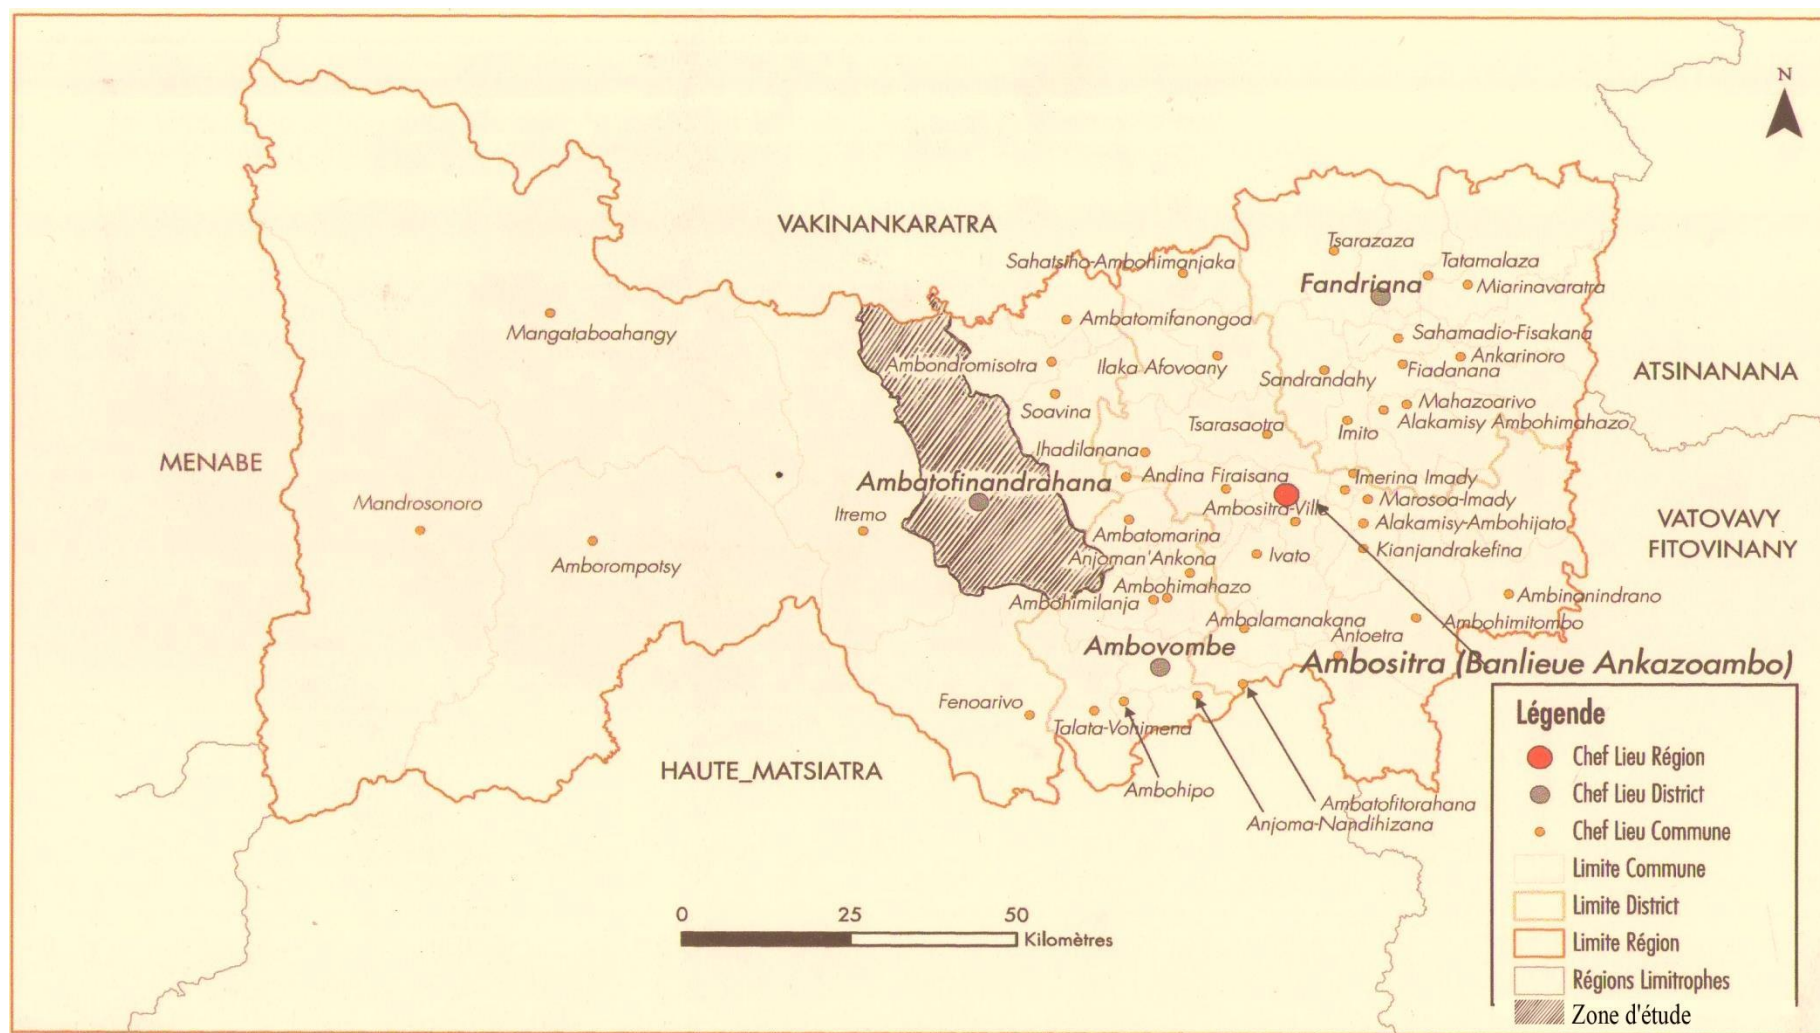 N
VAKINANKARATRA
Tsarazaza
Sahatsiho-Ambohimanjaka
Tatamalaza
Fandriana
Miarinavaratra
Mangataboahangy
Ambatomifanongoa
Sahamadio-Fisakana
Ambondromisotra
Ilaka Afovoany
Ankarinoro
Sandrandahy
Fiadanana
ATSINANANA
Soavina
Mahazoarivo
Alakamisy Ambohimahazo
Tsarasaotra
Imito
Ihadilanana
MENABE
Andina Firaisana
Imerina Imady
Ambatofinandrahana
Mandrosonoro
Itremo
Ambositra-Ville
Marosoa-Imady
VATOVAVY
FITOVINANY
Ambatomarina
Alakamisy-Ambohijato
Amborompotsy
Anjoman'Ankona
Ivato
Kianjandrakefina
Ambohimahazo
Ambohimilanja
Ambinanindrano
Ambalamanakana
Ambohimitombo
Antoetra
Ambovombe
Ambositra (Banlieue Ankazoambo)
Fenoarivo
Talata-Vohimena
HAUTE_MATSIATRA
Ambohipo
Ambatofitorahana
Anjoma-Nandihizana
0 25 50
Kilomètres
Légende
Chef Lieu Région
Chef Lieu District
Chef Lieu Commune
Limite Commune
Limite District
Limite Région
Régions Limitrophes
Zone d'étude